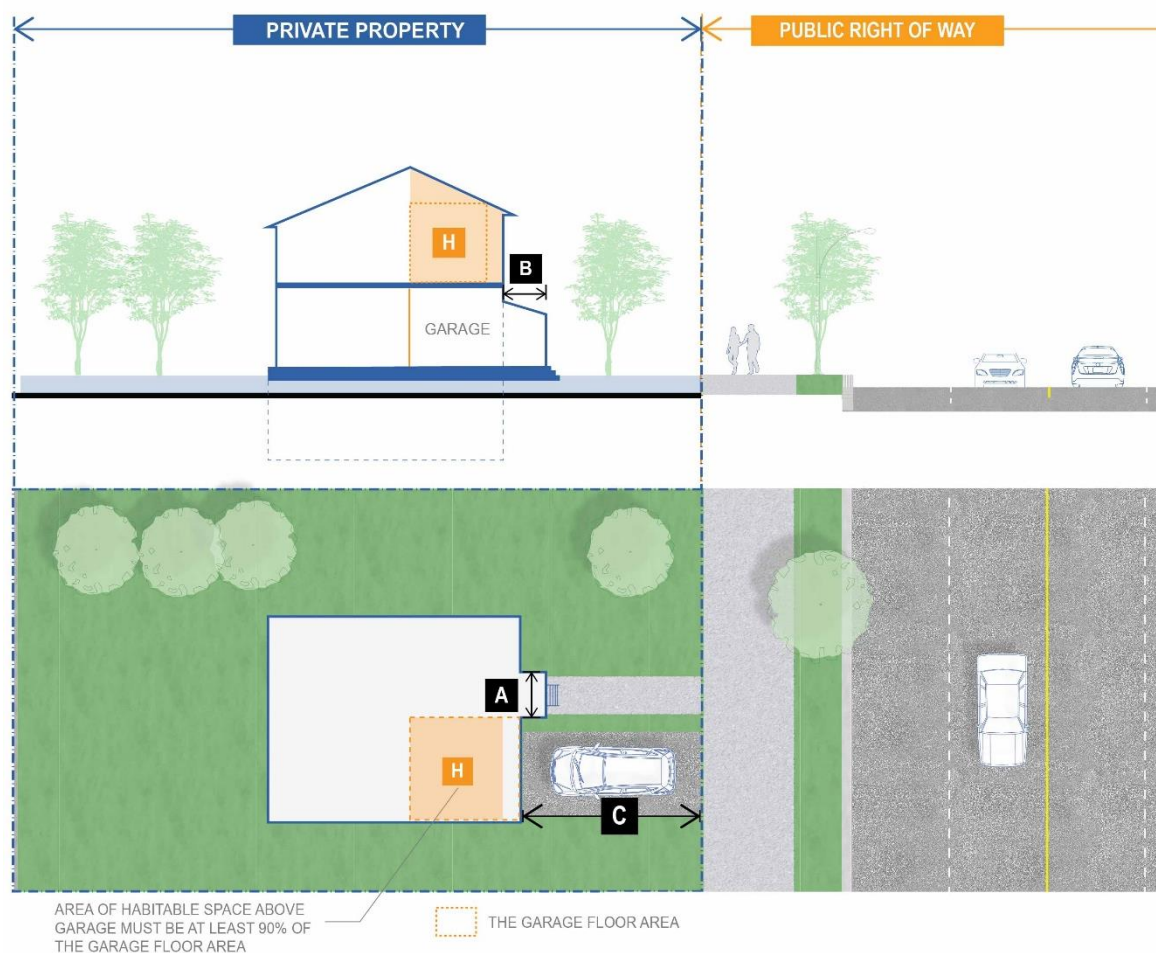 PRIVATE PROPERTY
PUBLIC RIGHT OF WAY
H
B
GARAGE
A
H
C
AREA OF HABITABLE SPACE ABOVE
GARAGE MUST BE AT LEAST 90% OF
THE GARAGE FLOOR AREA
THE GARAGE FLOOR AREA